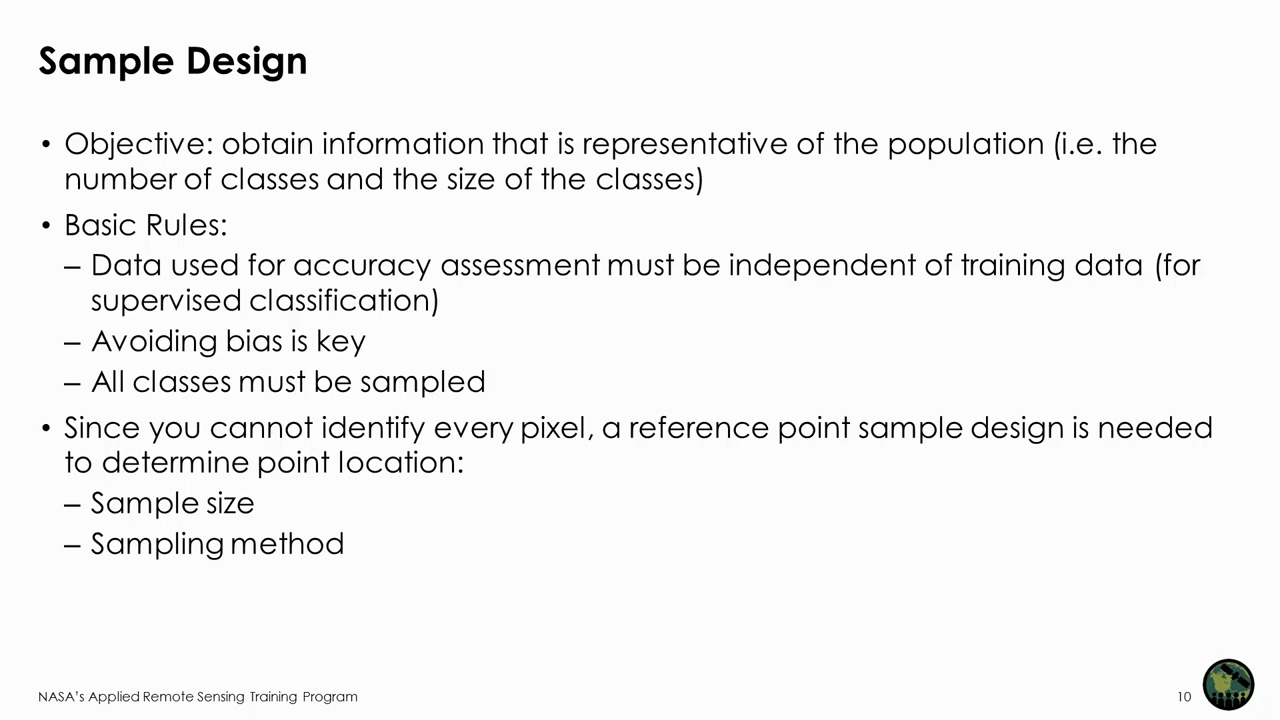 Sample Design
• Objective: obtain information that is representative of the population (i.e. the
number of classes and the size of the classes)
• Basic Rules:
– Data used for accuracy assessment must be independent of training data (for
supervised classification)
– Avoiding bias is key
– All classes must be sampled
• Since you cannot identify every pixel, a reference point sample design is needed
to determine point location:
– Sample size
– Sampling method
NASA's Applied Remote Sensing Training Program
10